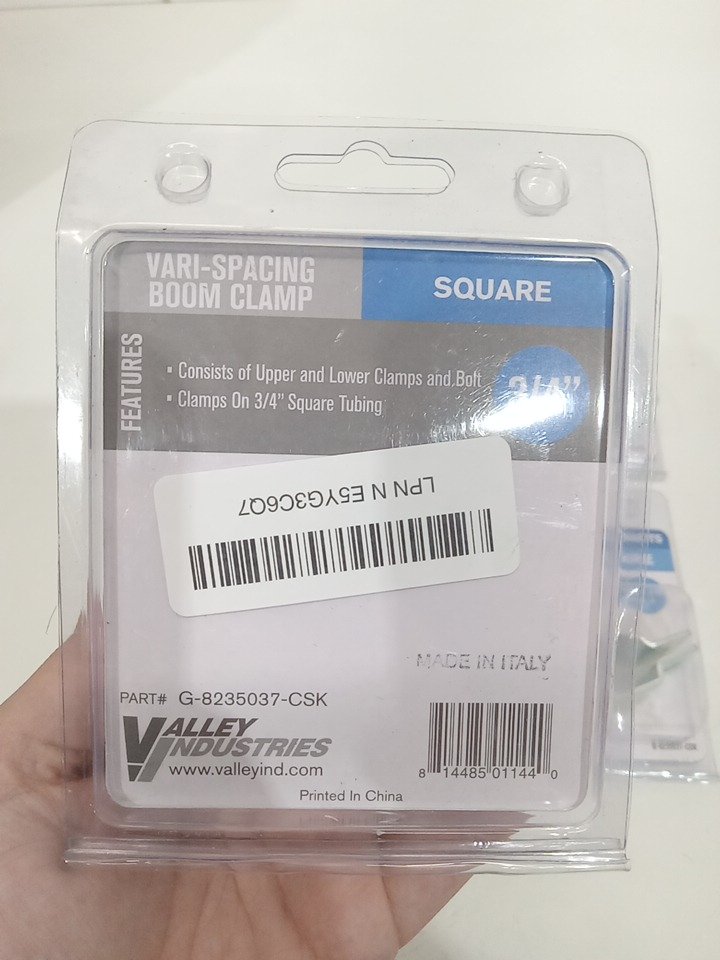 VARI-SPACING
BOOM CLAMP
SQUARE
FEATURES
▪ Consists of Upper and Lower Clamps and Bolt
▪ Clamps On 3/4" Square Tubing
3/4"
LPN N E5YG3C6Q7
MADE IN ITALY
PART# G-8235037-CSK
VALLEY
INDUSTRIES
www.valleyind.com
8 14485 01144 0
Printed In China